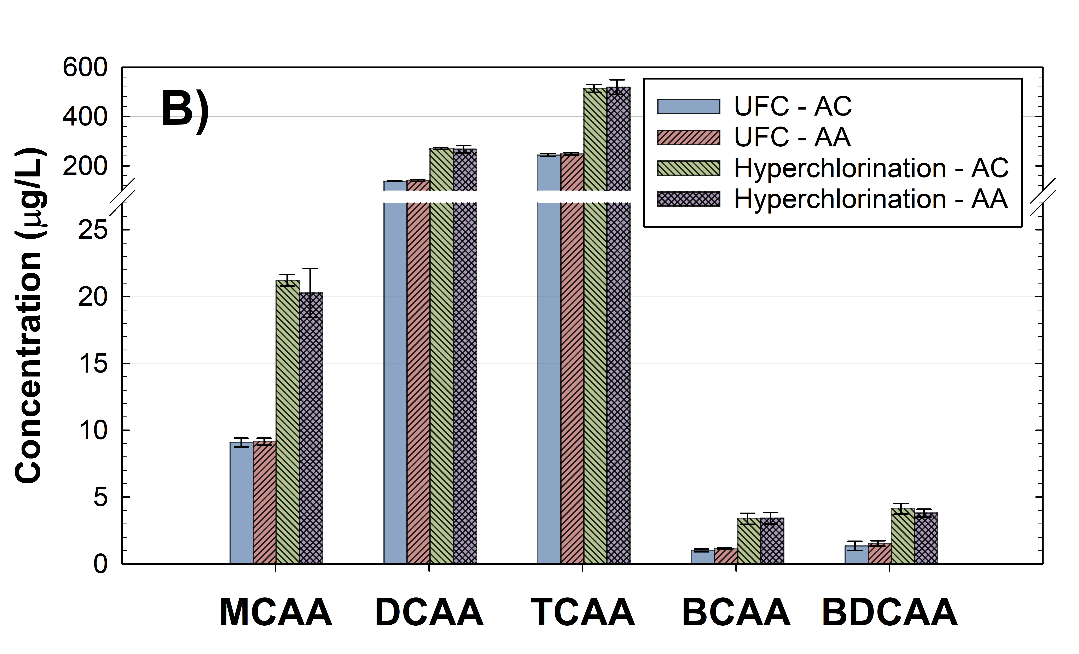 B)
600
400
200
25
20
15
10
5
0
Concentration (μg/L)
UFC - AC
UFC - AA
Hyperchlorination - AC
Hyperchlorination - AA
MCAA DCAA TCAA BCAA BDCAA